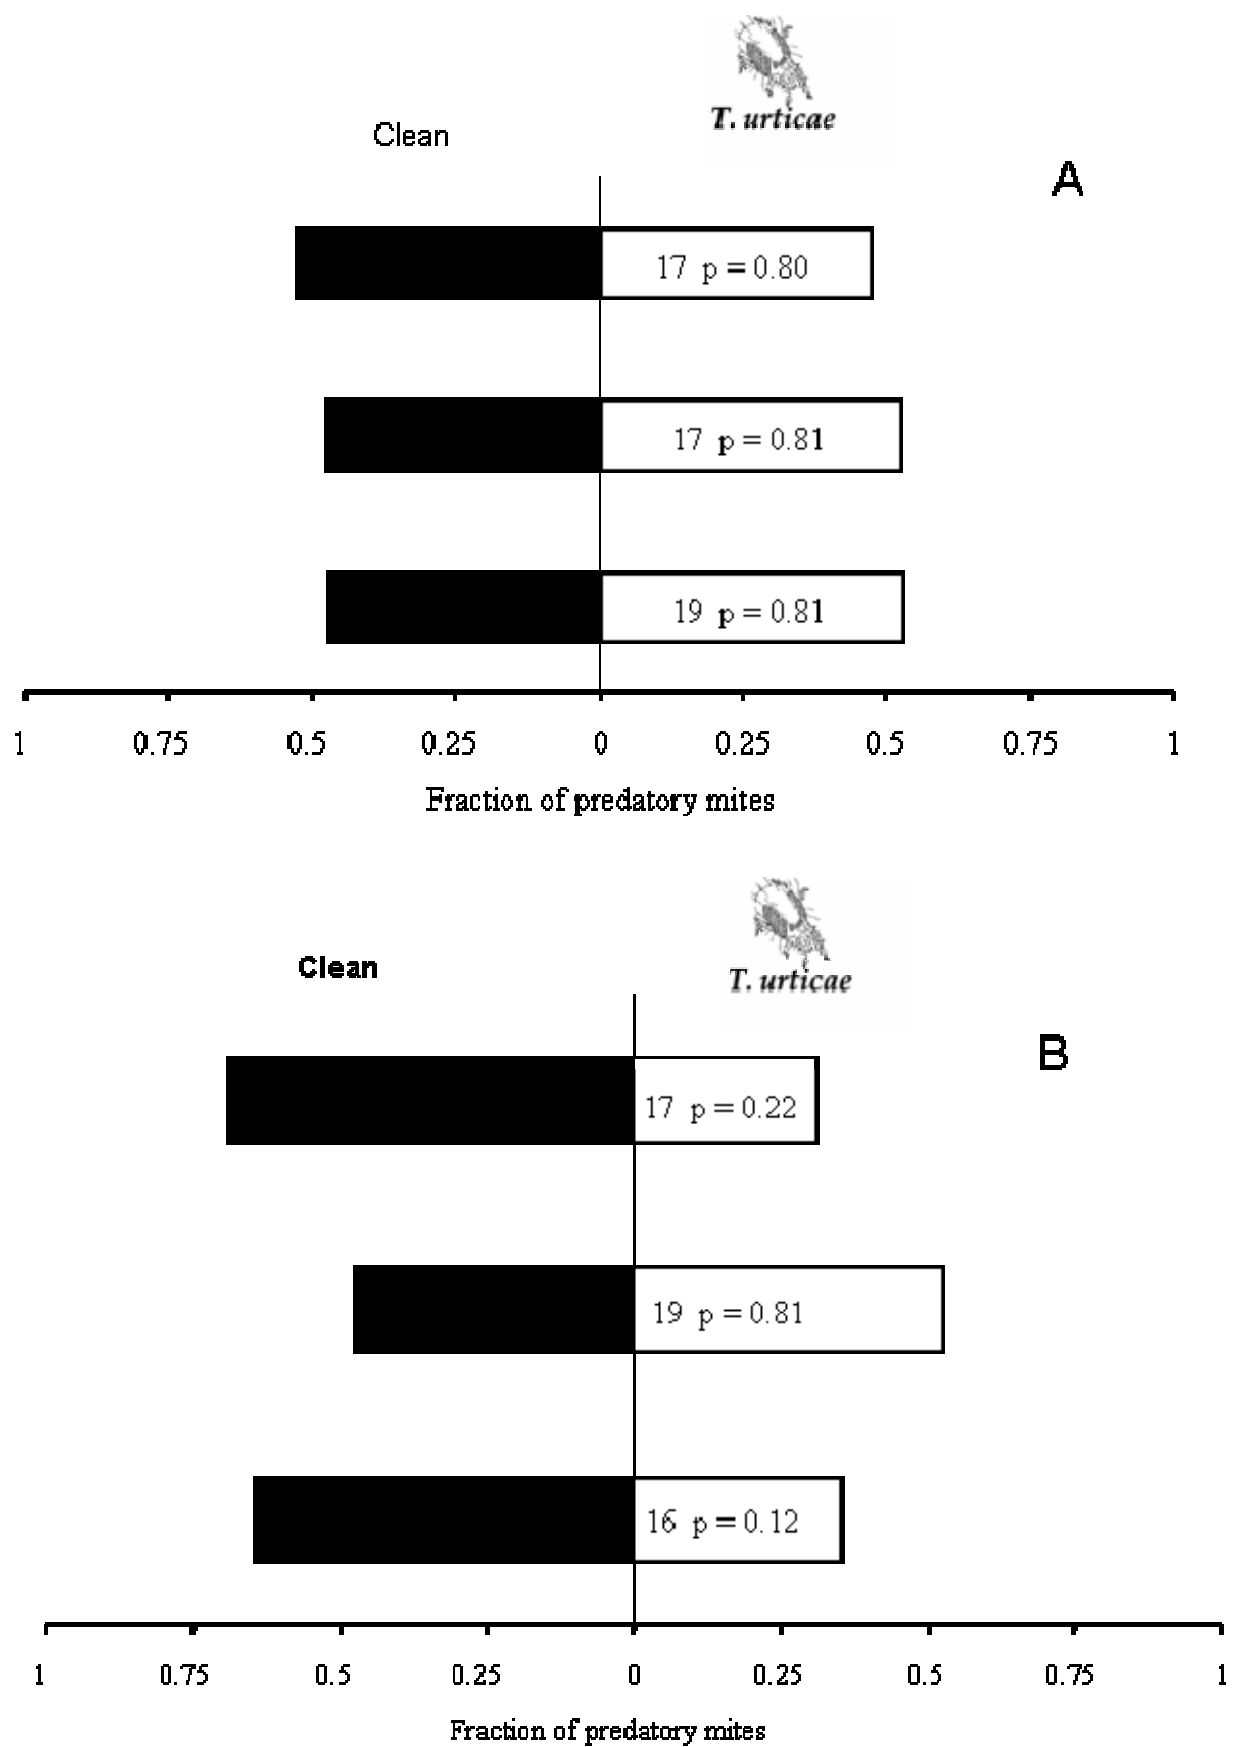 T. urticae
Clean
A
17 p = 0.80
17 p = 0.81
19 p = 0.81
1 0.75 0.5 0.25 0 0.25 0.5 0.75 1
Fraction of predatory mites
Clean
T. urticae
B
17 p = 0.22
19 p = 0.81
16 p = 0.12
1 0.75 0.5 0.25 0 0.25 0.5 0.75 1
Fraction of predatory mites